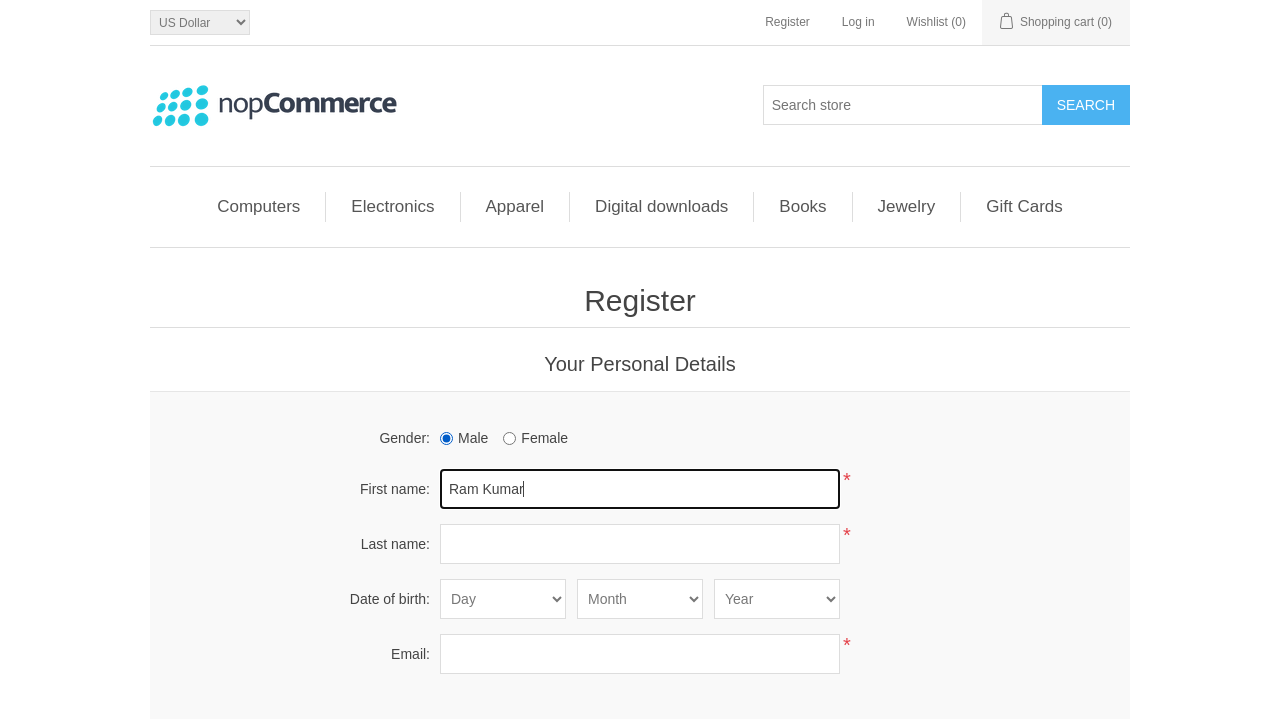 US Dollar Register Log in Wishlist (0) Shopping cart (0)
nopCommerce Search store SEARCH
Computers Electronics Apparel Digital downloads Books Jewelry Gift Cards
Register
Your Personal Details
Gender: Male Female
First name: Ram Kumar *
Last name: *
Date of birth: Day Month Year
Email: *